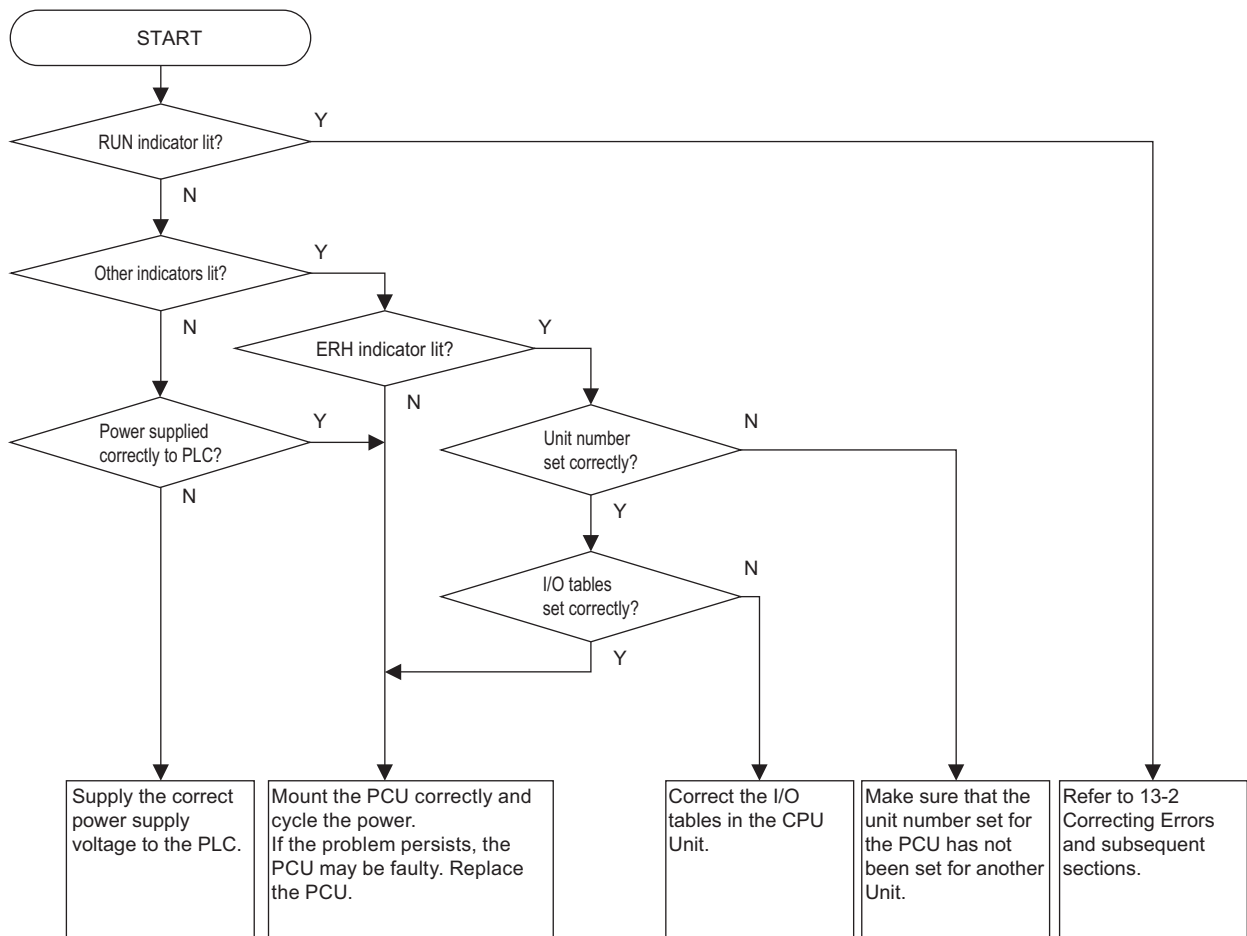 START
RUN indicator lit?
Y
N
Other indicators lit?
Y
N
ERH indicator lit?
Y
N
Power supplied
correctly to PLC?
Y
N
Unit number
set correctly?
N
Y
I/O tables
set correctly?
N
Y
Supply the correct
power supply
voltage to the PLC.
Mount the PCU correctly and
cycle the power.
If the problem persists, the
PCU may be faulty. Replace
the PCU.
Correct the I/O
tables in the CPU
Unit.
Make sure that the
unit number set for
the PCU has not
been set for another
Unit.
Refer to 13-2
Correcting Errors
and subsequent
sections.